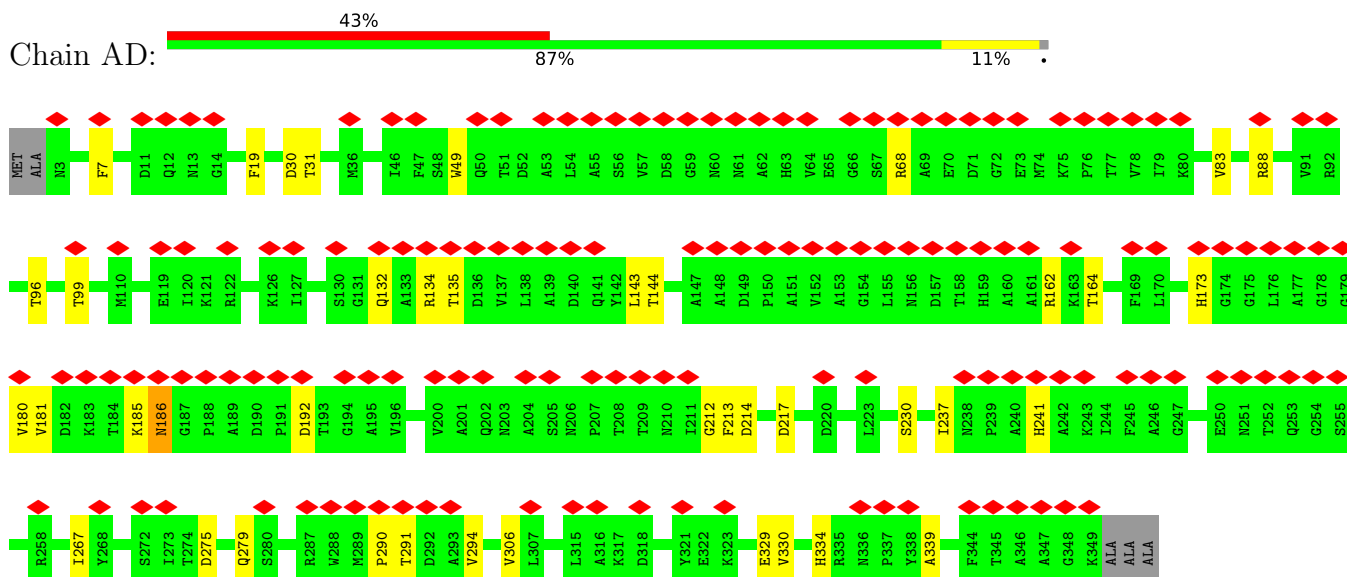 43%
Chain AD:
87% 11% •
MET ALA N3 F7 D11 Q12 N13 G14 F19 D30 T31 M36 I46 F47 S48 W49 Q50 T51 D52 A53 L54 A55 S56 V57 D58 G59 N60 N61 A62 H63 V64 E65 G66 S67 R68 A69 E70 D71 G72 E73 M74 K75 P76 T77 V78 I79 K80 V83 R88 V91 R92
T96 T99 M110 E119 I120 K121 R122 K126 I127 S130 G131 Q132 A133 R134 T135 D136 V137 L138 A139 D140 Q141 Y142 L143 T144 A147 A148 D149 P150 A151 V152 A153 G154 L155 N156 D157 T158 H159 A160 A161 R162 K163 T164 F169 L170 H173 G174 G175 L176 A177 G178 G179
V180 V181 D182 K183 T184 K185 N186 G187 P188 A189 D190 P191 D192 T193 G194 A195 V196 V200 A201 Q202 N203 A204 S205 N206 P207 T208 T209 N210 I211 G212 F213 D214 D217 D220 L223 S230 I237 N238 P239 A240 H241 A242 K243 I244 F245 A246 G247 E250 N251 T252 Q253 G254 S255
R258 I267 Y268 S272 I273 T274 D275 Q279 S280 R287 W288 M289 P290 T291 D292 A293 V294 V306 L307 L315 A316 K317 D318 Y321 E322 K323 E329 V330 H334 R335 N336 P337 Y338 A339 F344 T345 A346 A347 G348 K349 ALA ALA ALA